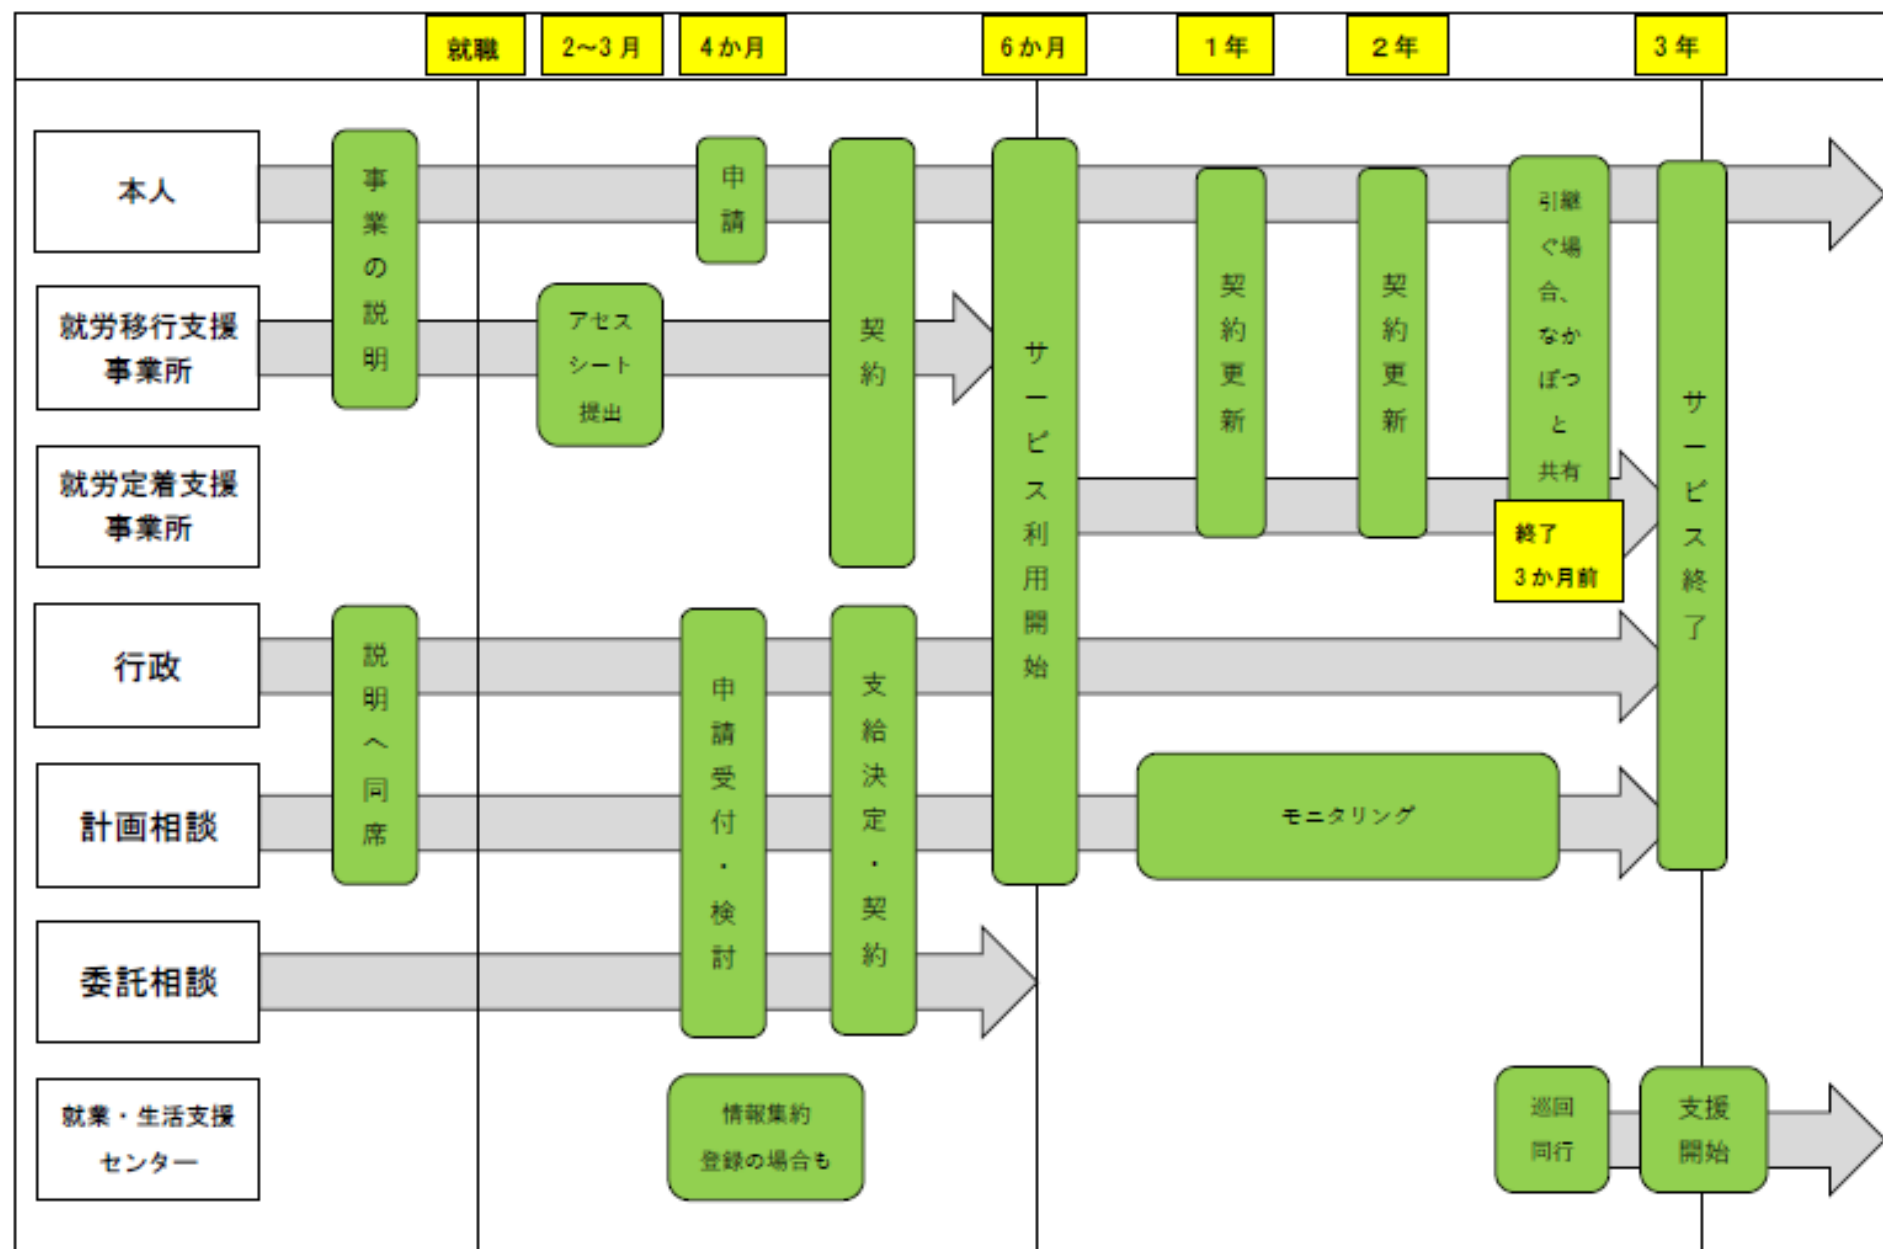 就職
2～3月
4か月
6か月
1年
2年
3年
本人
就労移行支援
事業所
就労定着支援
事業所
行政
計画相談
委託相談
就業・生活支援
センター
事業の説明
説明へ同席
アセス
シート
提出
申請
申請受付・検討
情報集約
登録の場合も
契約
支給決定・契約
サービス利用開始
契約更新
契約更新
モニタリング
引継
ぐ場
合、
なか
ぽつ
と
共有
終了
3か月前
サービス終了
巡回
同行
支援
開始